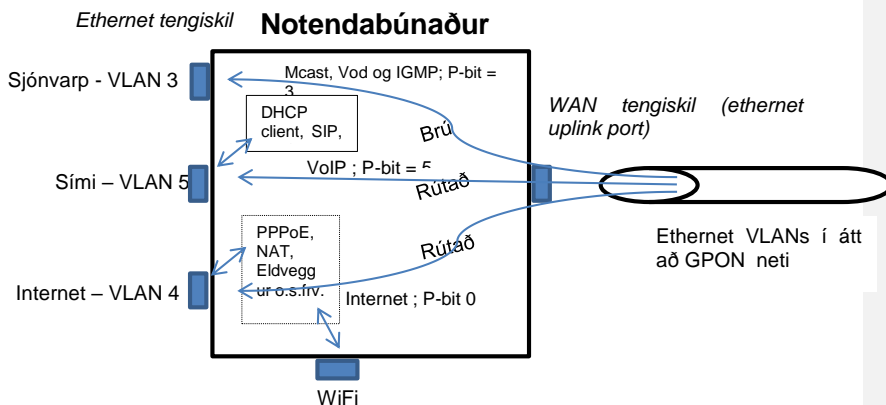 Ethernet tengiskil
Notendabúnaður
Sjónvarp - VLAN 3
Mcast, Vod og IGMP; P-bit =
3
DHCP
client, SIP,
Brú
WAN tengiskil (ethernet
uplink port)
Sími – VLAN 5
VoIP ; P-bit = 5
Rútað
Rútað
PPPoE,
NAT,
Eldvegg
ur o.s.frv.
Internet – VLAN 4
Internet ; P-bit 0
Ethernet VLANs í átt
að GPON neti
WiFi